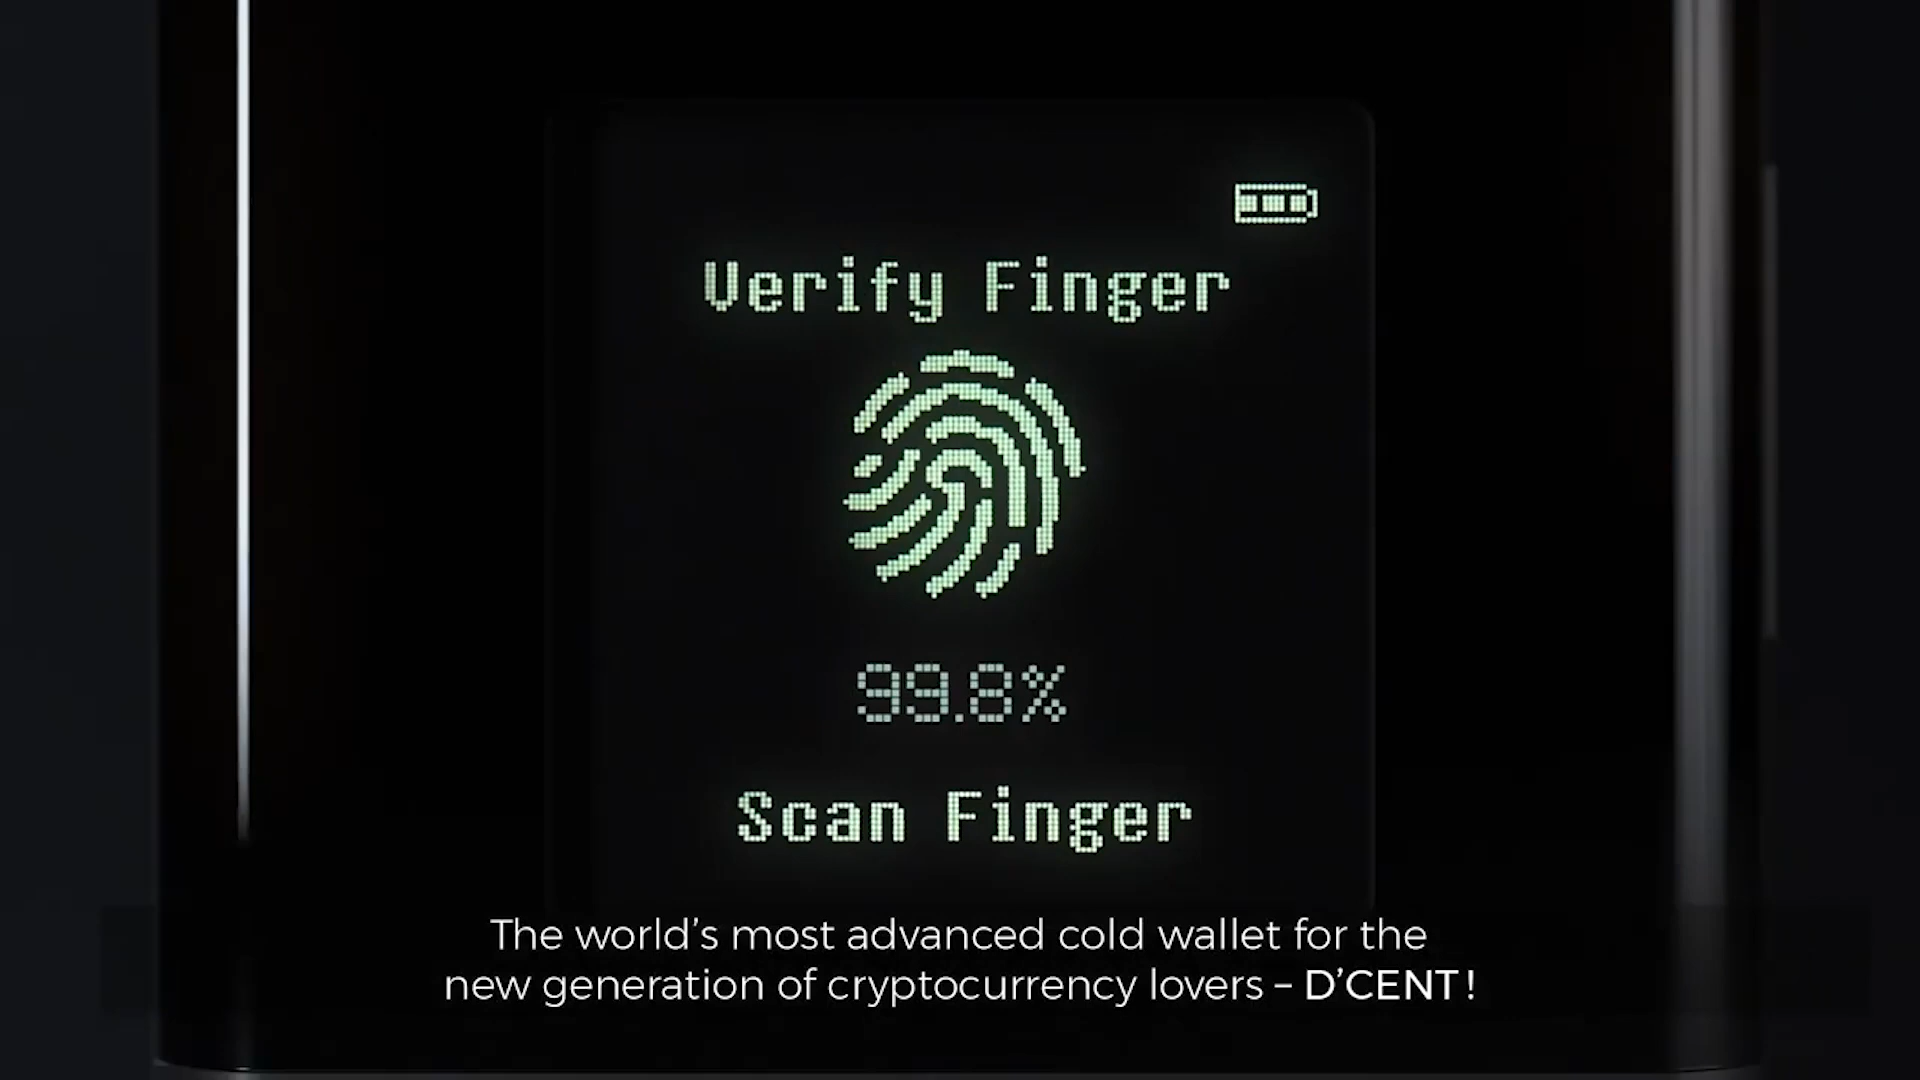 Verify Finger
99.8%
Scan Finger
The world's most advanced cold wallet for the
new generation of cryptocurrency lovers – D'CENT!